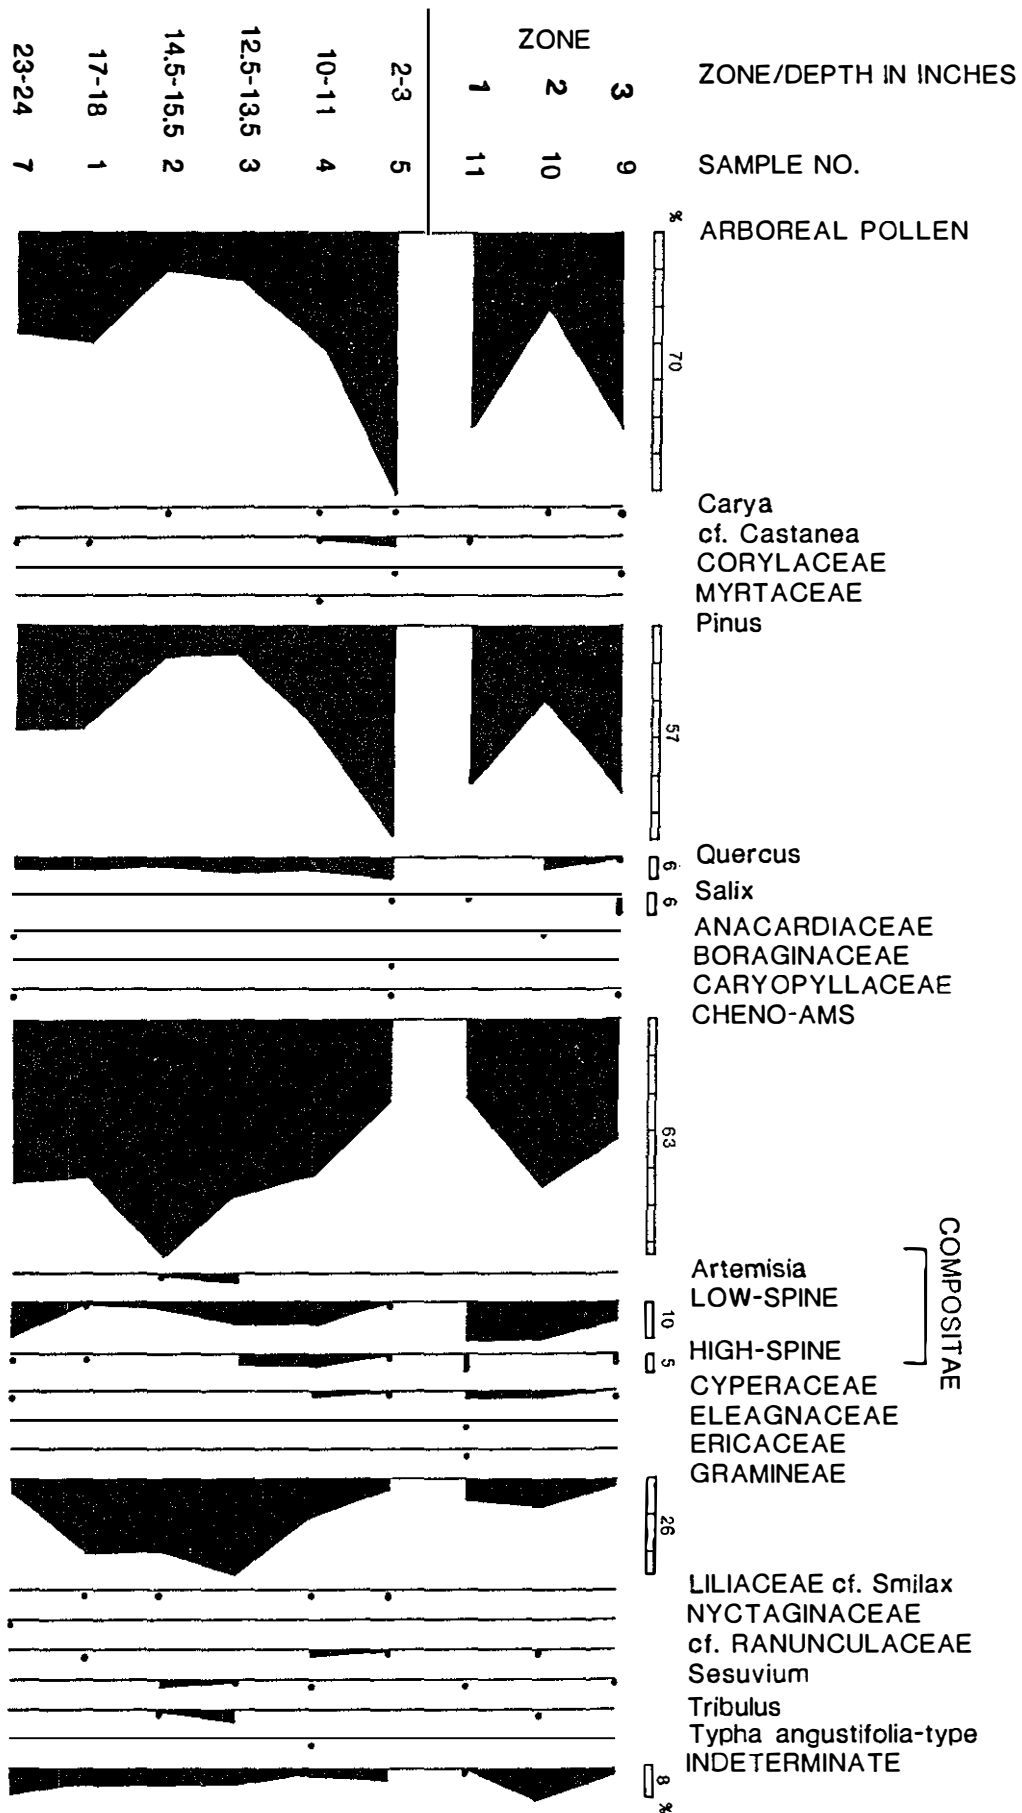 ZONE
ZONE/DEPTH IN INCHES
23-24 17-18 14.5-15.5 12.5-13.5 10-11 2-3 1 2 3
SAMPLE NO.
7 1 2 3 4 5 11 10 9
%
ARBOREAL POLLEN
70
Carya
cf. Castanea
CORYLACEAE
MYRTACEAE
Pinus
57
Quercus
6
Salix
6
ANACARDIACEAE
BORAGINACEAE
CARYOPYLLACEAE
CHENO-AMS
63
COMPOSITAE
Artemisia
LOW-SPINE
10
HIGH-SPINE
5
CYPERACEAE
ELEAGNACEAE
ERICACEAE
GRAMINEAE
26
LILIACEAE cf. Smilax
NYCTAGINACEAE
cf. RANUNCULACEAE
Sesuvium
Tribulus
Typha angustifolia-type
INDETERMINATE
8
%